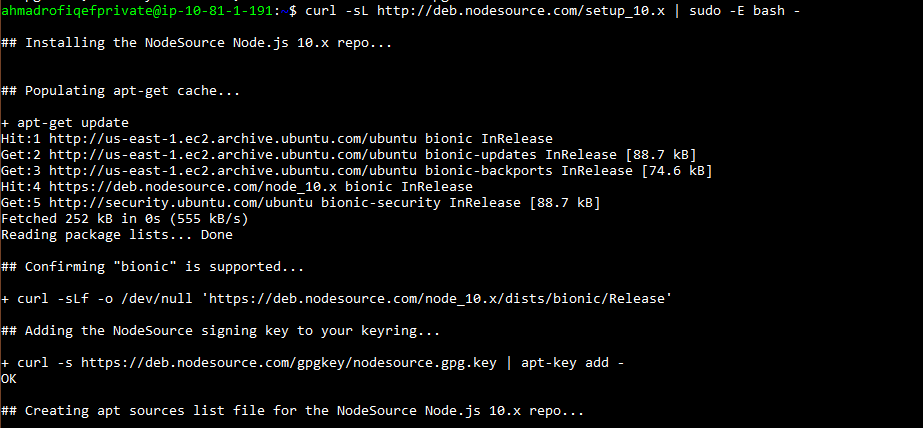 ahmadrofiqefprivate@ip-10-81-1-191:~$ curl -sL http://deb.nodesource.com/setup_10.x | sudo -E bash -
## Installing the NodeSource Node.js 10.x repo...
## Populating apt-get cache...
+ apt-get update
Hit:1 http://us-east-1.ec2.archive.ubuntu.com/ubuntu bionic InRelease
Get:2 http://us-east-1.ec2.archive.ubuntu.com/ubuntu bionic-updates InRelease [88.7 kB]
Get:3 http://us-east-1.ec2.archive.ubuntu.com/ubuntu bionic-backports InRelease [74.6 kB]
Hit:4 https://deb.nodesource.com/node_10.x bionic InRelease
Get:5 http://security.ubuntu.com/ubuntu bionic-security InRelease [88.7 kB]
Fetched 252 kB in 0s (555 kB/s)
Reading package lists... Done
## Confirming "bionic" is supported...
+ curl -sLf -o /dev/null 'https://deb.nodesource.com/node_10.x/dists/bionic/Release'
## Adding the NodeSource signing key to your keyring...
+ curl -s https://deb.nodesource.com/gpgkey/nodesource.gpg.key | apt-key add -
OK
## Creating apt sources list file for the NodeSource Node.js 10.x repo...